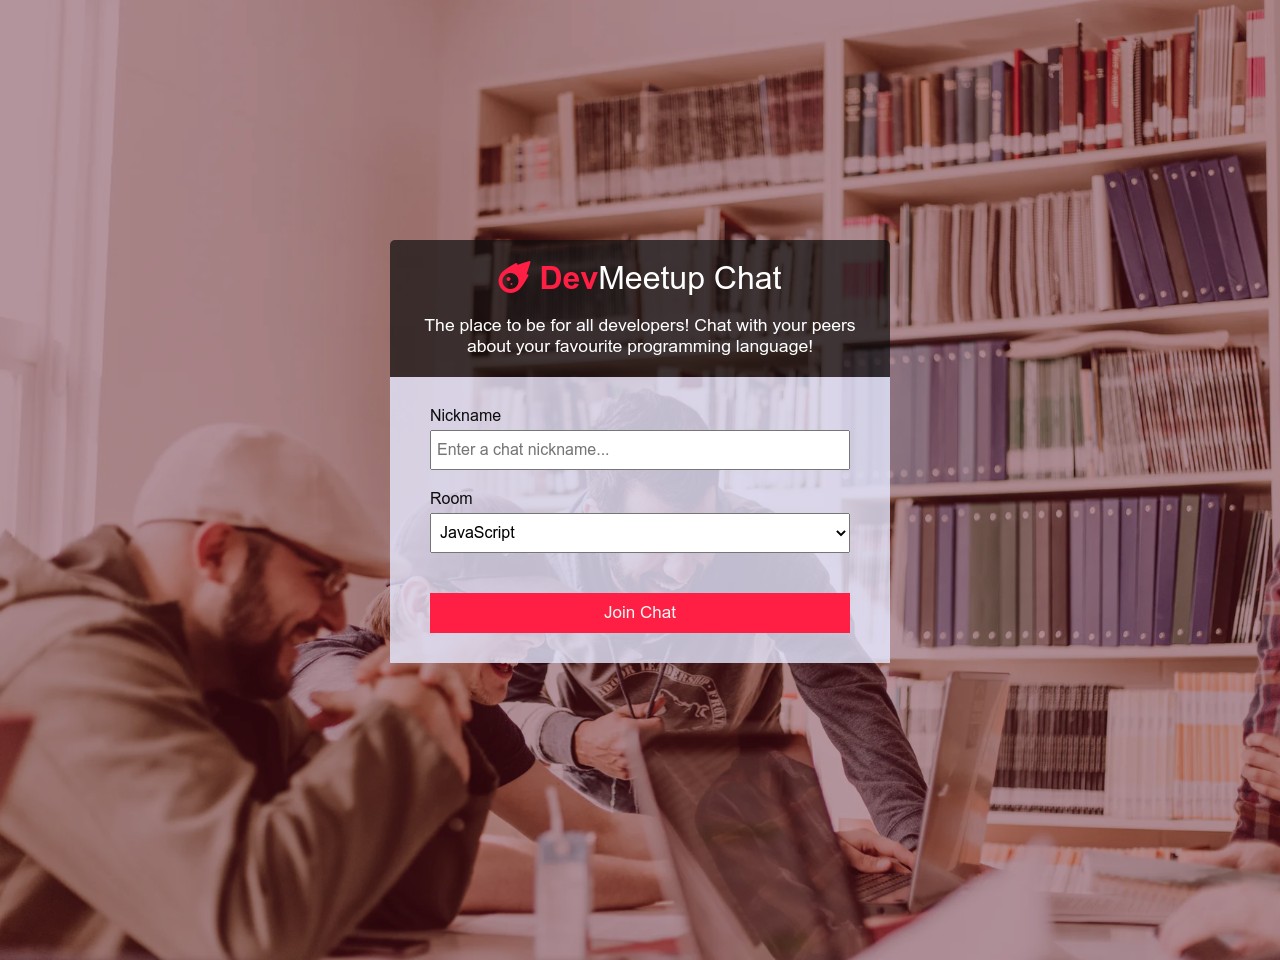 DevMeetup Chat
The place to be for all developers! Chat with your peers
about your favourite programming language!
Nickname
Enter a chat nickname...
Room
JavaScript
Join Chat